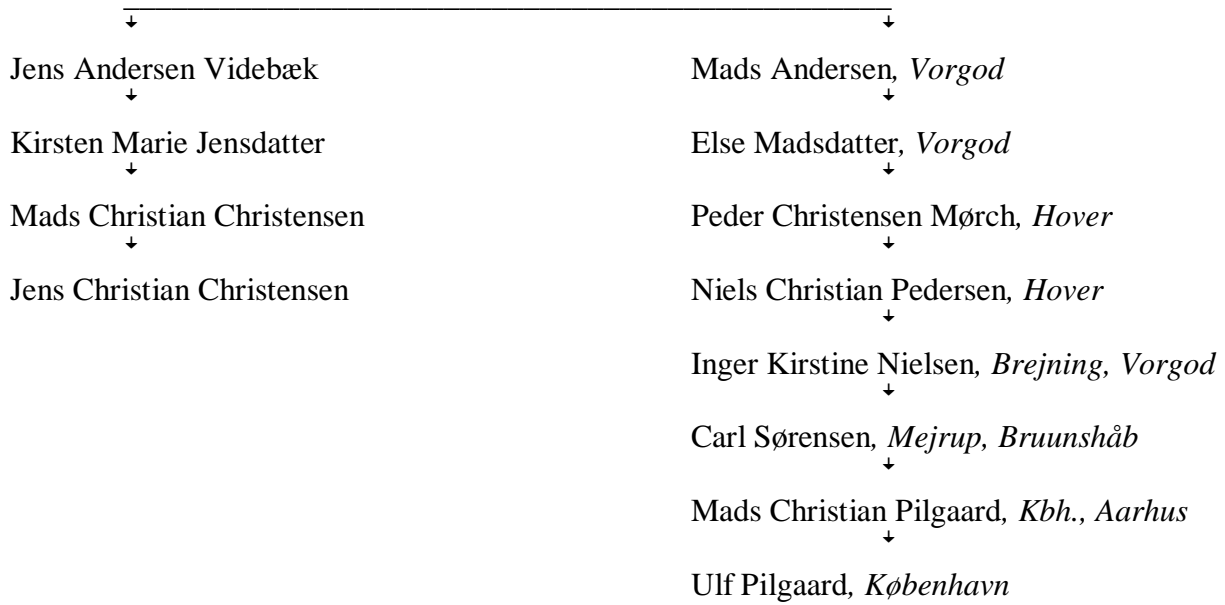 Jens Andersen Videbæk
Mads Andersen, Vorgod
Kirsten Marie Jensdatter
Else Madsdatter, Vorgod
Mads Christian Christensen
Peder Christensen Mørch, Hover
Jens Christian Christensen
Niels Christian Pedersen, Hover
Inger Kirstine Nielsen, Brejning, Vorgod
Carl Sørensen, Mejrup, Bruunshåb
Mads Christian Pilgaard, Kbh., Aarhus
Ulf Pilgaard, København